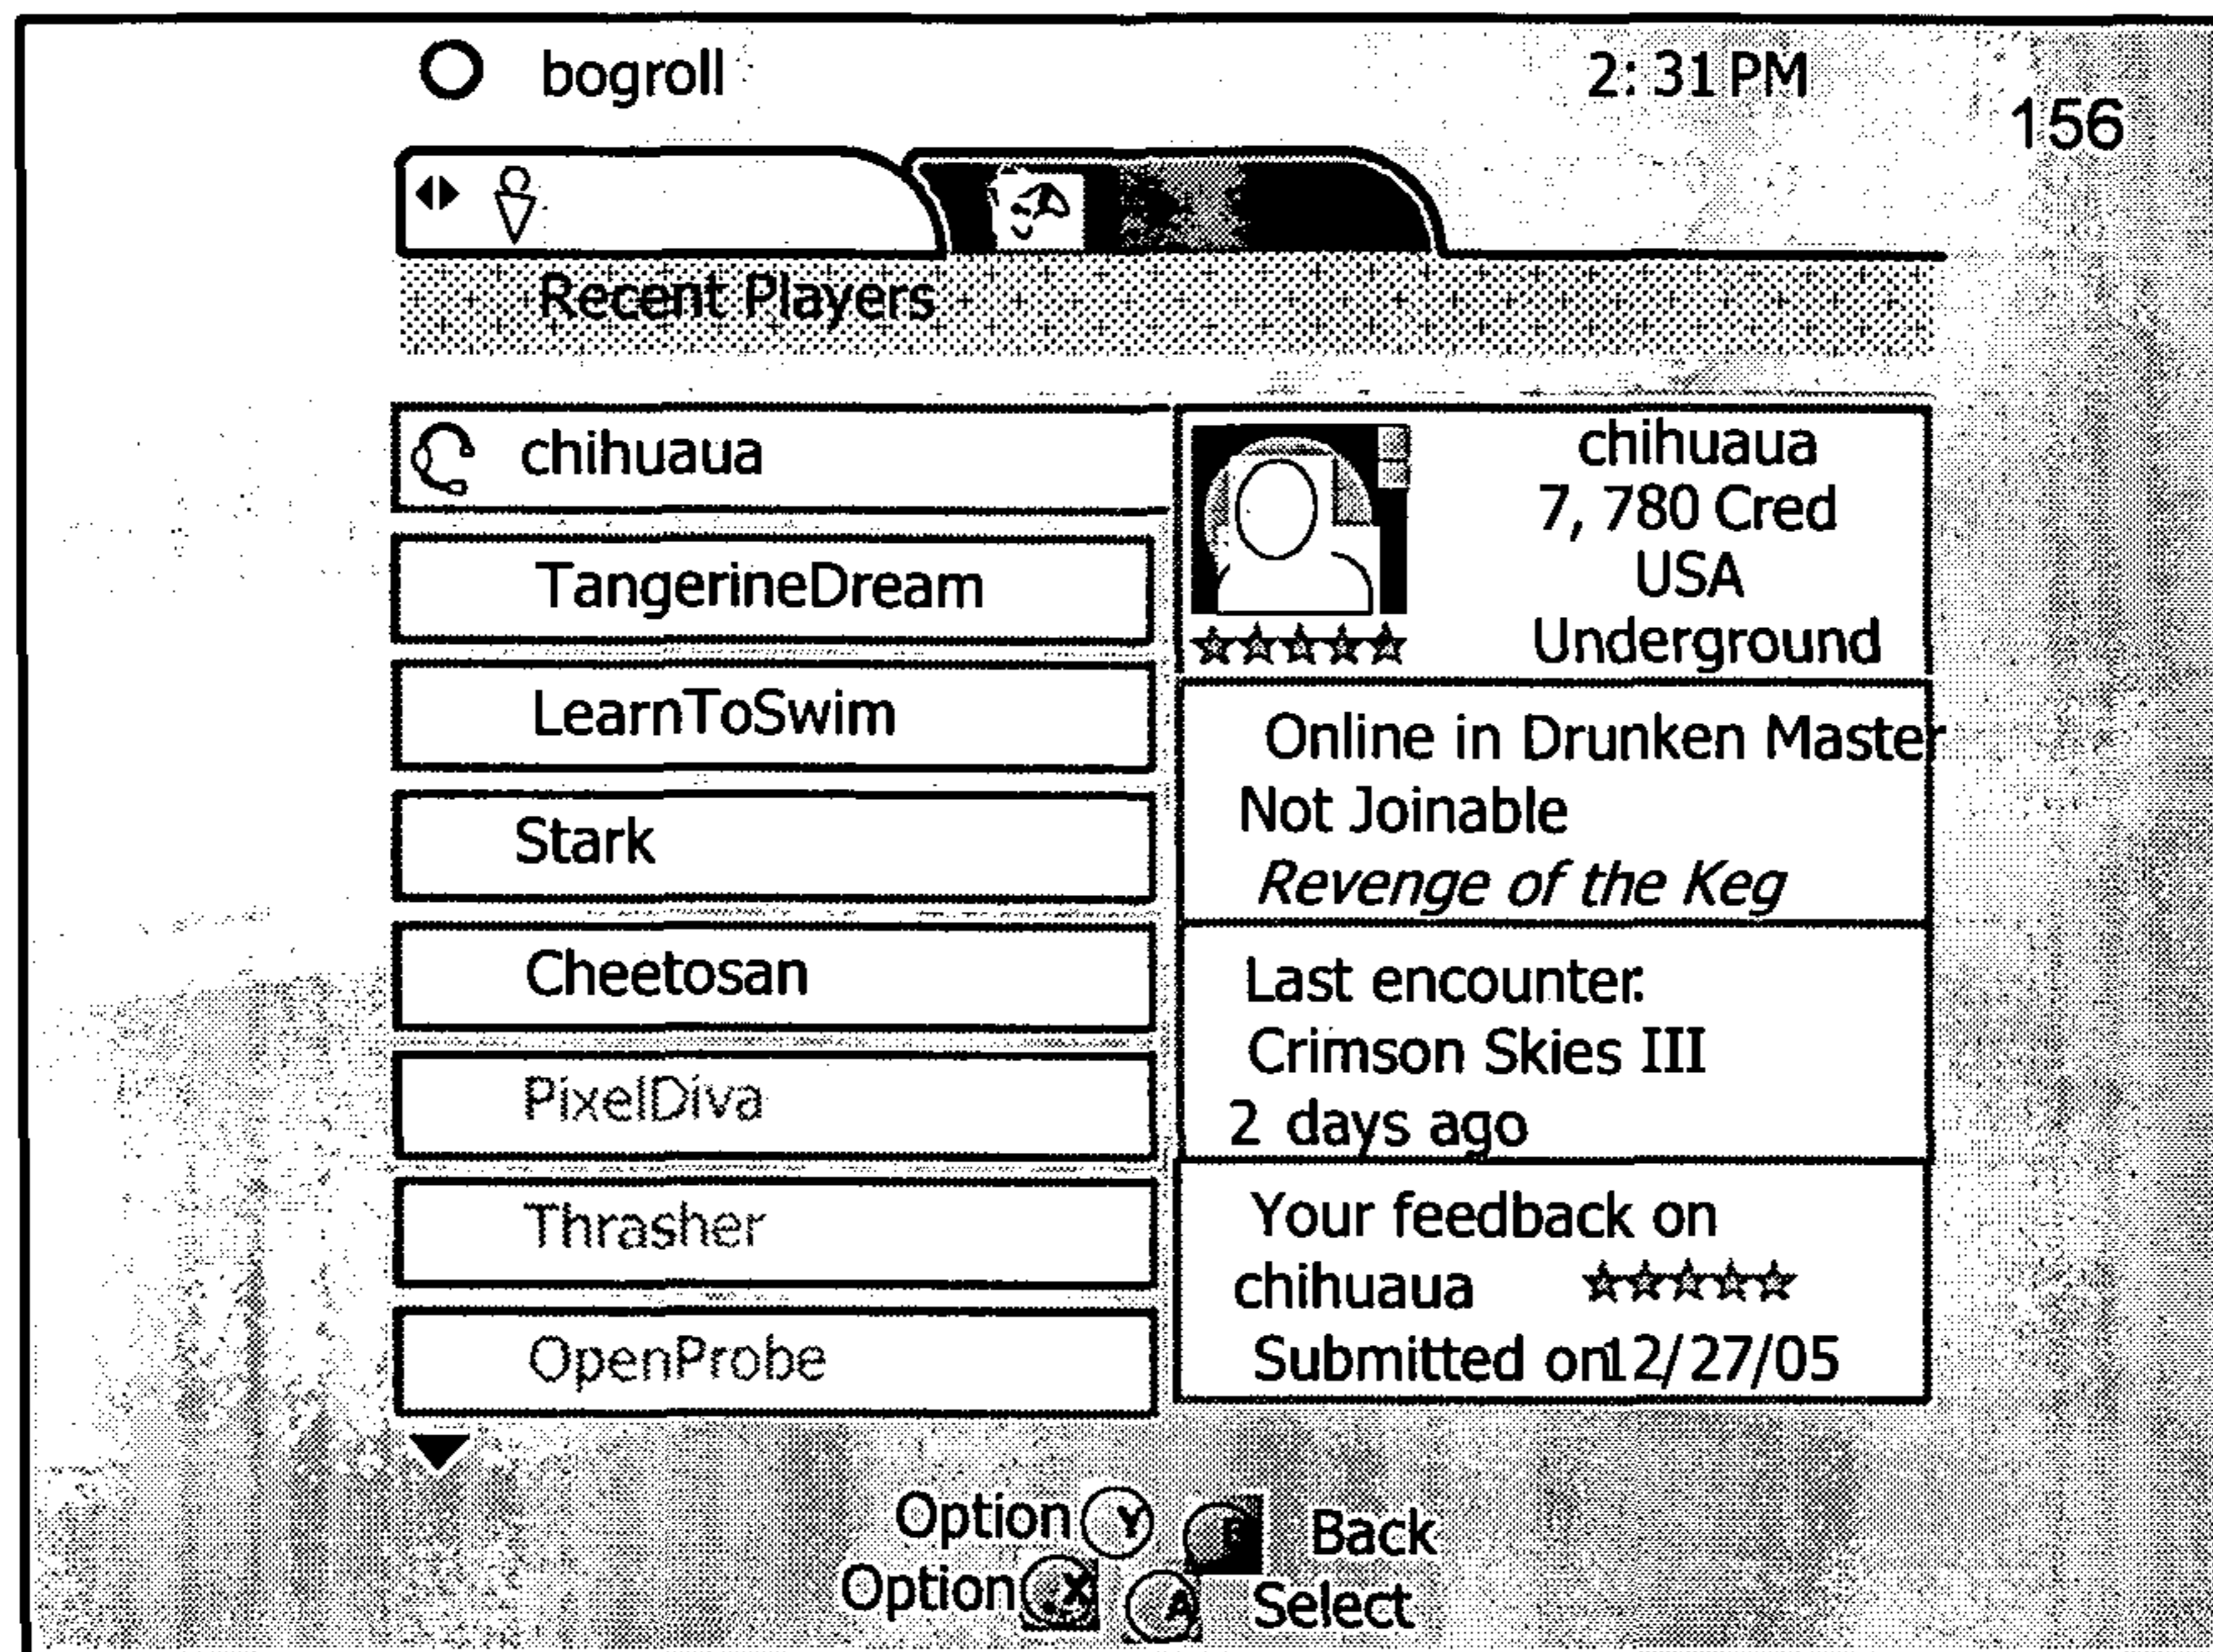 bogroll
2: 31 PM
156
Recent Players
chihuaua
TangerineDream
LearnToSwim
Stark
Cheetosan
PixelDiva
Thrasher
OpenProbe
chihuaua
7, 780 Cred
USA
Underground
Online in Drunken Master
Not Joinable
Revenge of the Keg
Last encounter:
Crimson Skies III
2 days ago
Your feedback on
chihuaua
Submitted on12/27/05
Option Y B Back
Option X A Select